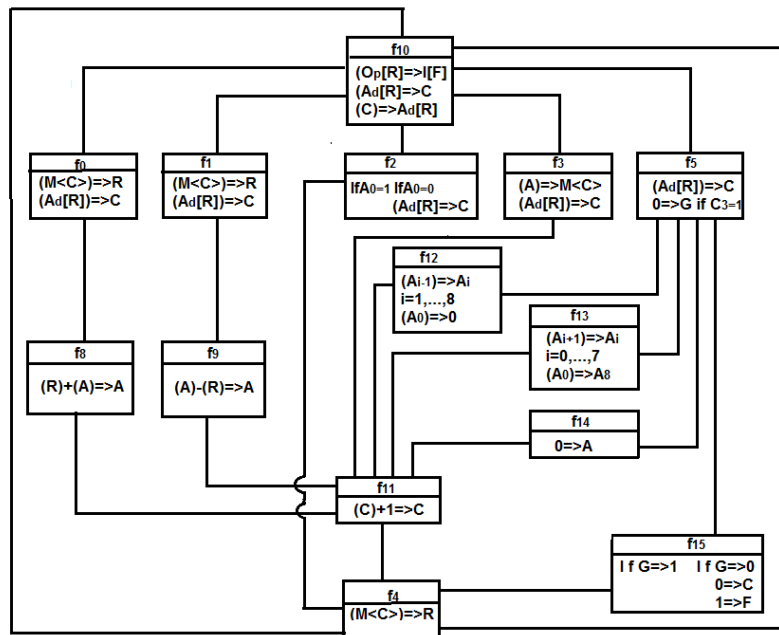 f10
(Op[R]=>I[F]
(Ad[R]=>C
(C)=>Ad[R]
f0
(M<C>)=>R
(Ad[R])=>C
f1
(M<C>)=>R
(Ad[R])=>C
f2
IfA0=1 IfA0=0
(Ad[R]=>C
f3
(A)=>M<C>
(Ad[R])=>C
f5
(Ad[R])=>C
0=>G if C3=1
f12
(Ai-1)=>Ai
i=1,...,8
(A0)=>0
f13
(Ai+1)=>Ai
i=0,...,7
(A0)=>A8
f8
(R)+(A)=>A
f9
(A)-(R)=>A
f14
0=>A
f11
(C)+1=>C
f15
I f G=>1 I f G=>0
0=>C
1=>F
f4
(M<C>)=>R